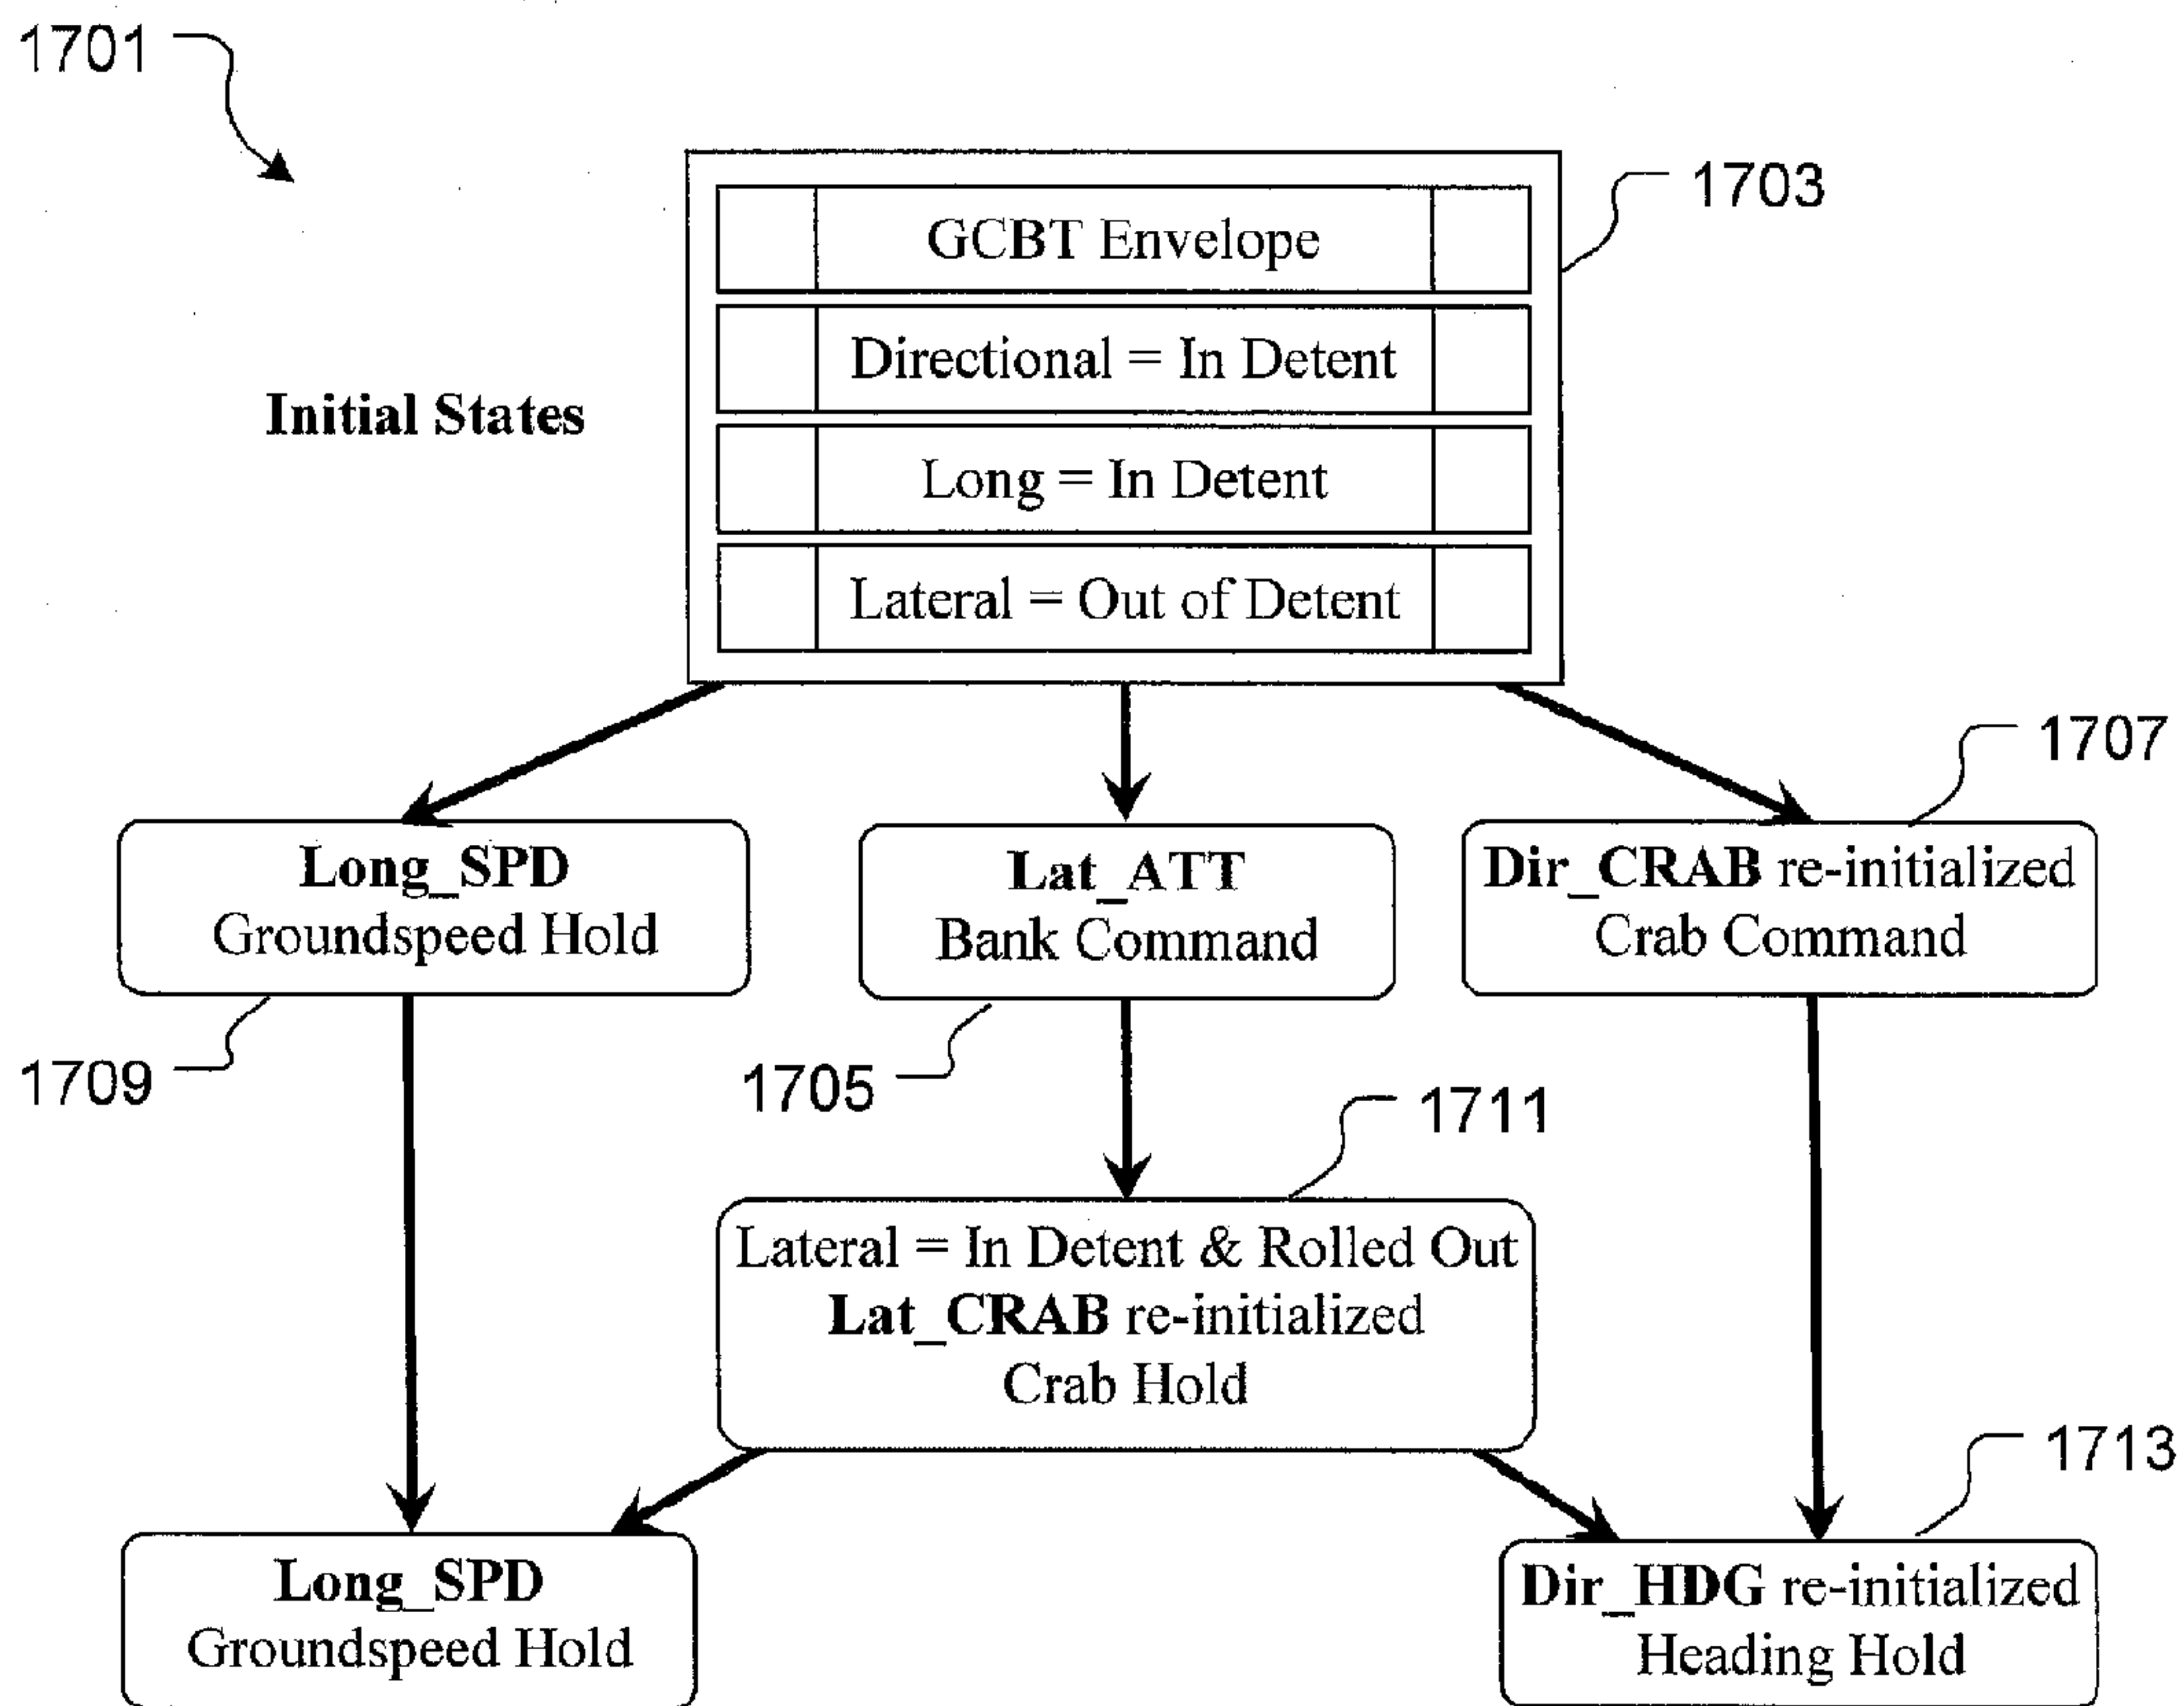 1701
1703
GCBT Envelope
Directional = In Detent
Initial States
Long = In Detent
Lateral = Out of Detent
1707
Long_SPD
Groundspeed Hold
Lat_ATT
Bank Command
Dir_CRAB re-initialized
Crab Command
1709
1705
1711
Lateral = In Detent & Rolled Out
Lat_CRAB re-initialized
Crab Hold
1713
Long_SPD
Groundspeed Hold
Dir_HDG re-initialized
Heading Hold